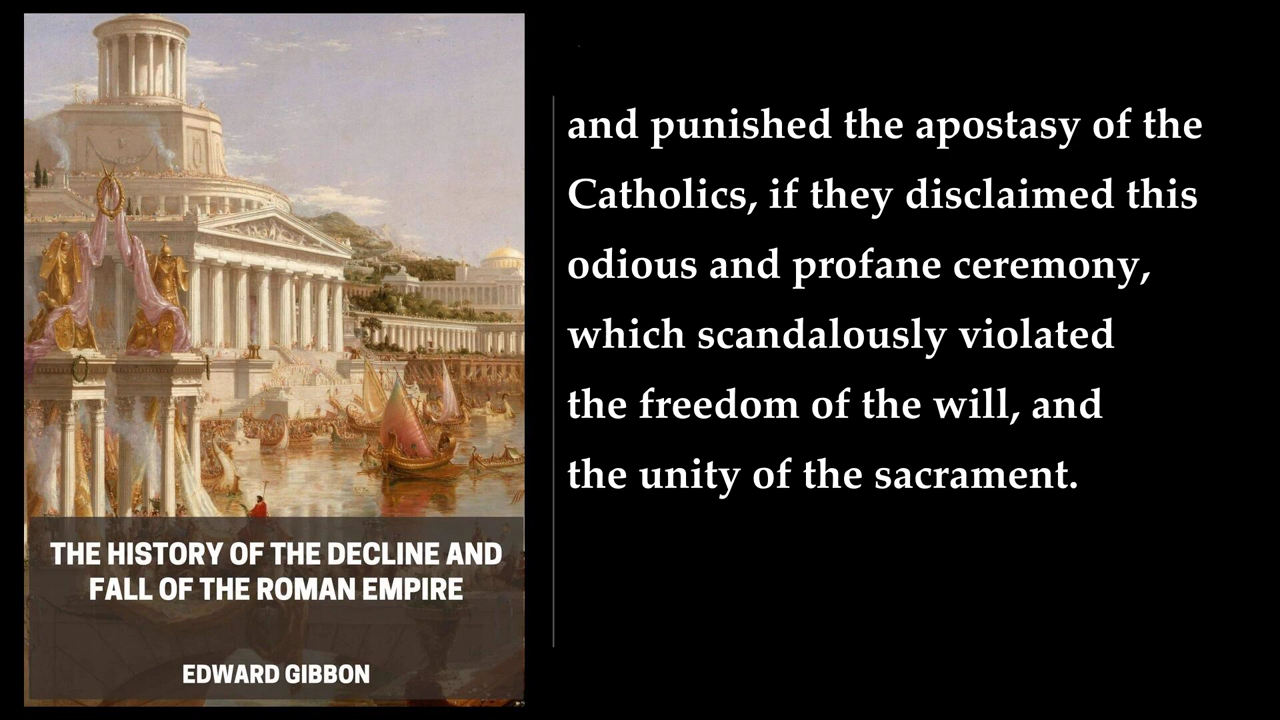 and punished the apostasy of the
Catholics, if they disclaimed this
odious and profane ceremony,
which scandalously violated
the freedom of the will, and
the unity of the sacrament.
THE HISTORY OF THE DECLINE AND
FALL OF THE ROMAN EMPIRE
EDWARD GIBBON